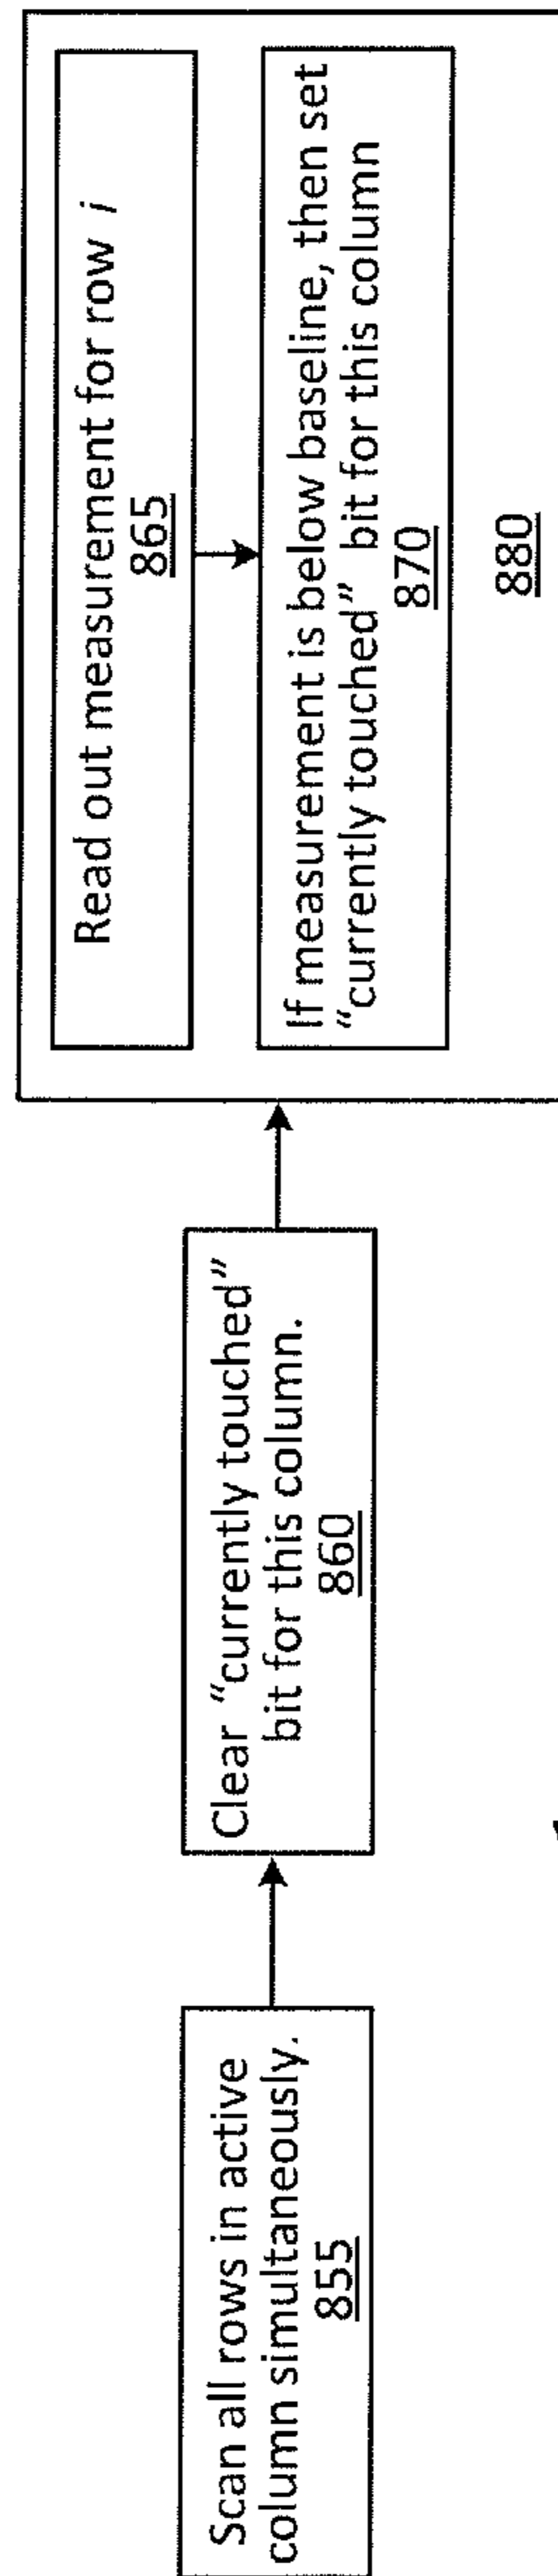 Scan all rows in active
column simultaneously.
855
Clear “currently touched”
bit for this column.
860
Read out measurement for row i
865
If measurement is below baseline, then set
“currently touched” bit for this column
870
880